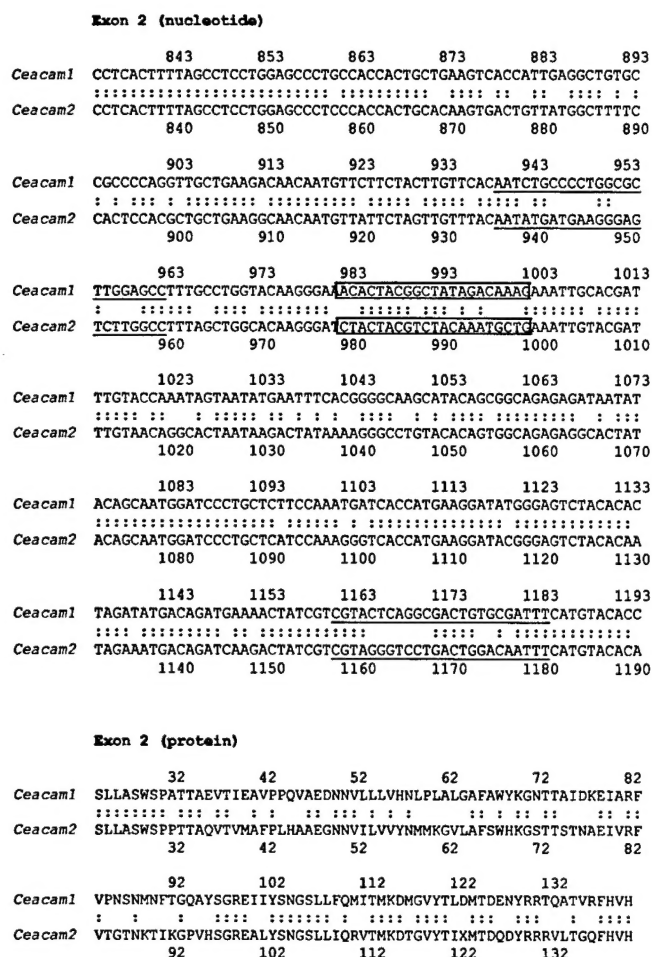 Exon 2 (nucleotide)
843 853 863 873 883 893
Ceacam1 CCTCACTTTTAGCCTCCTGGAGCCCTGCCACCACTGCTGAAGTCACCATTGAGGCTGTGC
Ceacam2 CCTCACTTTTAGCCTCCTGGAGCCCTCCCACCACTGCACAAGTGACTGTTATGGCTTTTC
840 850 860 870 880 890
903 913 923 933 943 953
Ceacam1 CGCCCCAGGTTGCTGAAGACAACAATGTTCTTCTACTTGTTCACAATCTGCCCCTGGCGC
Ceacam2 CACTCCACGCTGCTGAAGGCAACAATGTTATTCTAGTTGTTTACAATATGATGAAGGGAG
900 910 920 930 940 950
963 973 983 993 1003 1013
Ceacam1 TTGGAGCCTTTGCCTGGTACAAGGGAAACACTACGGCTATAGACAAAGAAATTGCACGAT
Ceacam2 TCTTGGCCTTTAGCTGGCACAAGGGATCTACTACGTCTACAAATGCTGAAATTGTACGAT
960 970 980 990 1000 1010
1023 1033 1043 1053 1063 1073
Ceacam1 TTGTACCAAATAGTAATATGAATTTCACGGGGCAAGCATACAGCGGCAGAGAGATAATAT
Ceacam2 TTGTAACAGGCACTAATAAGACTATAAAAGGGCCTGTACACAGTGGCAGAGAGGCACTAT
1020 1030 1040 1050 1060 1070
1083 1093 1103 1113 1123 1133
Ceacam1 ACAGCAATGGATCCCTGCTCTTCCAAATGATCACCATGAAGGATATGGGAGTCTACACAC
Ceacam2 ACAGCAATGGATCCCTGCTCATCCAAAGGGTCACCATGAAGGATACGGGAGTCTACACAA
1080 1090 1100 1110 1120 1130
1143 1153 1163 1173 1183 1193
Ceacam1 TAGATATGACAGATGAAAACTATCGTCGTACTCAGGCGACTGTGCGATTTCATGTACACC
Ceacam2 TAGAAATGACAGATCAAGACTATCGTCGTAGGGTCCTGACTGGACAATTTCATGTACACA
1140 1150 1160 1170 1180 1190
Exon 2 (protein)
32 42 52 62 72 82
Ceacam1 SLLASWSPATTAEVTIEAVPPQVAEDNNVLLLVHNLPLALGAFAWYKGNTTAIDKEIARF
Ceacam2 SLLASWSPPTTAQVTVMAFPLHAAEGNNVILVVYNMMKGVLAFSWHKGSTTSTNAEIVRF
32 42 52 62 72 82
92 102 112 122 132
Ceacam1 VPNSNMNFTGQAYSGREIIYSNGSLLFQMITMKDMGVYTLDMTDENYRRTQATVRFHVH
Ceacam2 VTGTNKTIKGPVHSGREALYSNGSLLIQRVTMKDTGVYTIXMTDQDYRRRVLTGQFHVH
92 102 112 122 132